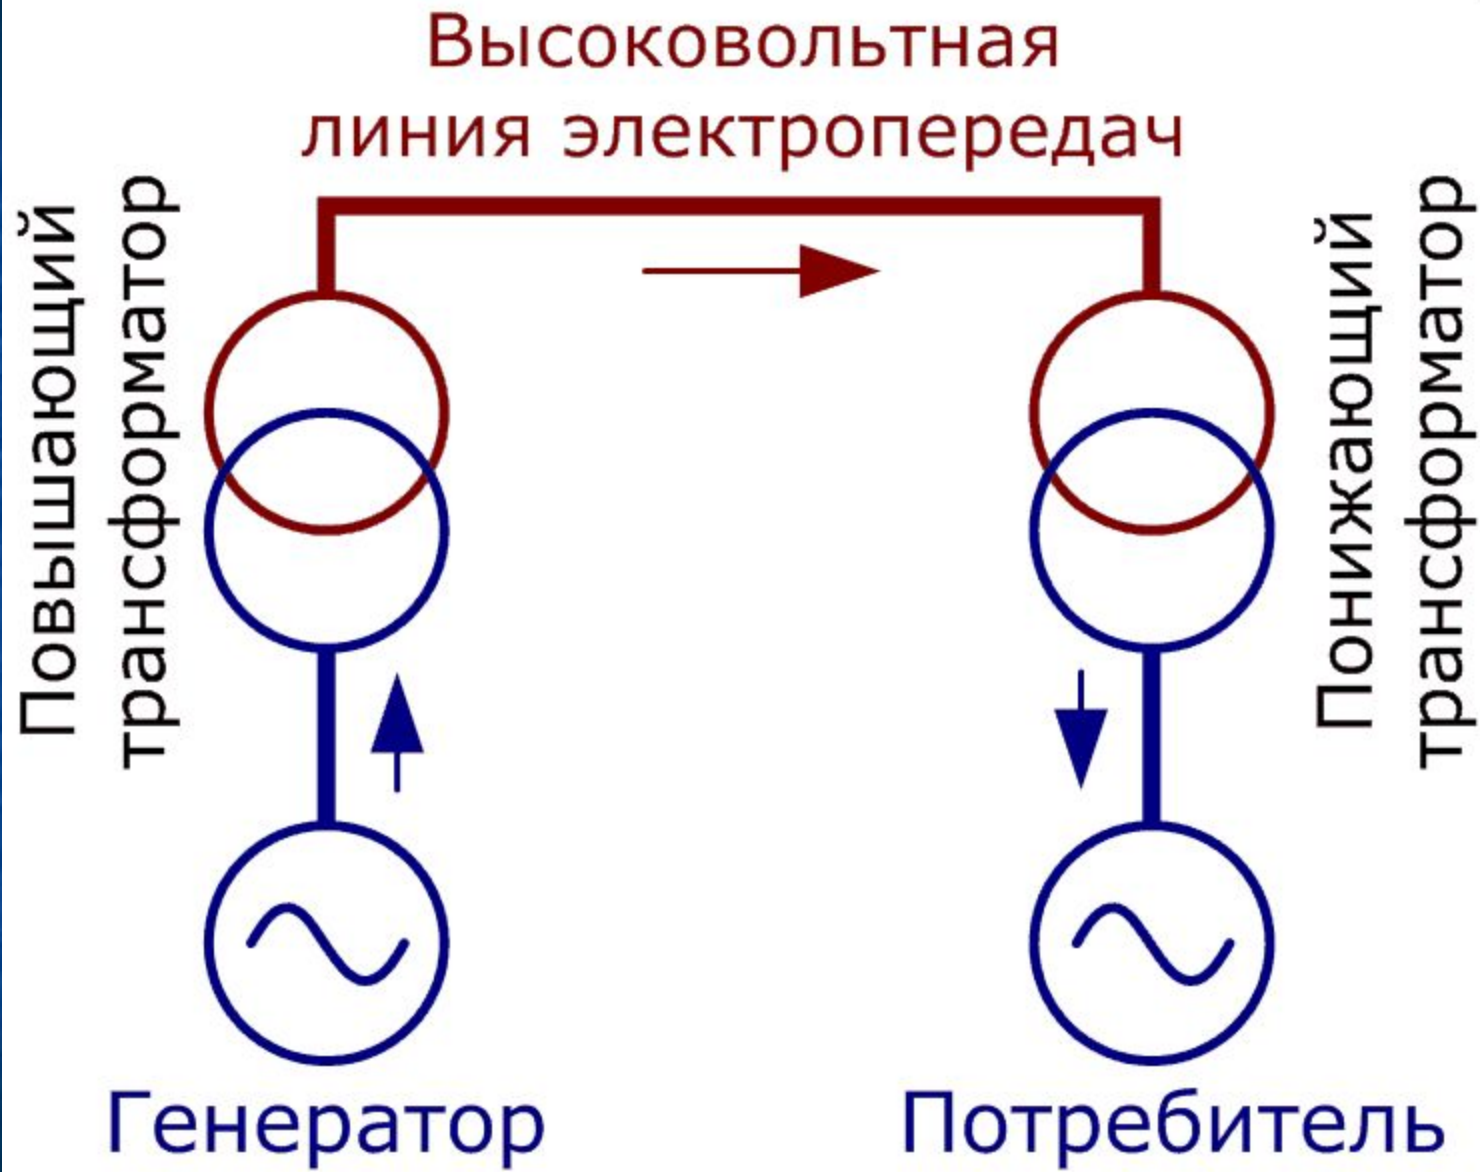 Высоковольтная
линия электропередач
Повышающий
трансформатор
Понижающий
трансформатор
Генератор
Потребитель